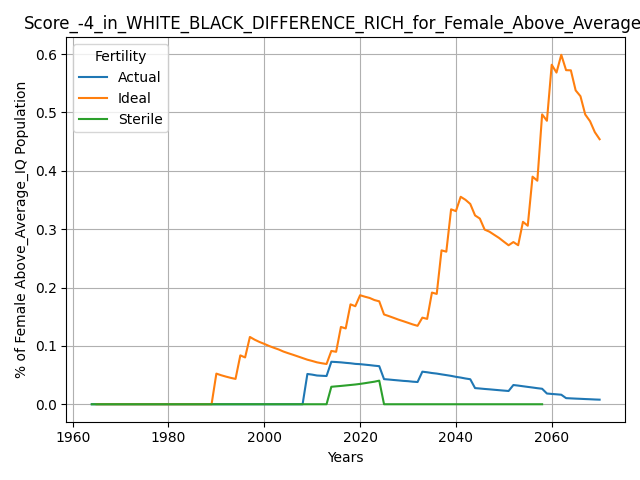 Score_-4_in_WHITE_BLACK_DIFFERENCE_RICH_for_Female_Above_Average
% of Female Above_Average_IQ Population
0.6
0.5
0.4
0.3
0.2
0.1
0.0
Fertility
Actual
Ideal
Sterile
1960 1980 2000 2020 2040 2060
Years